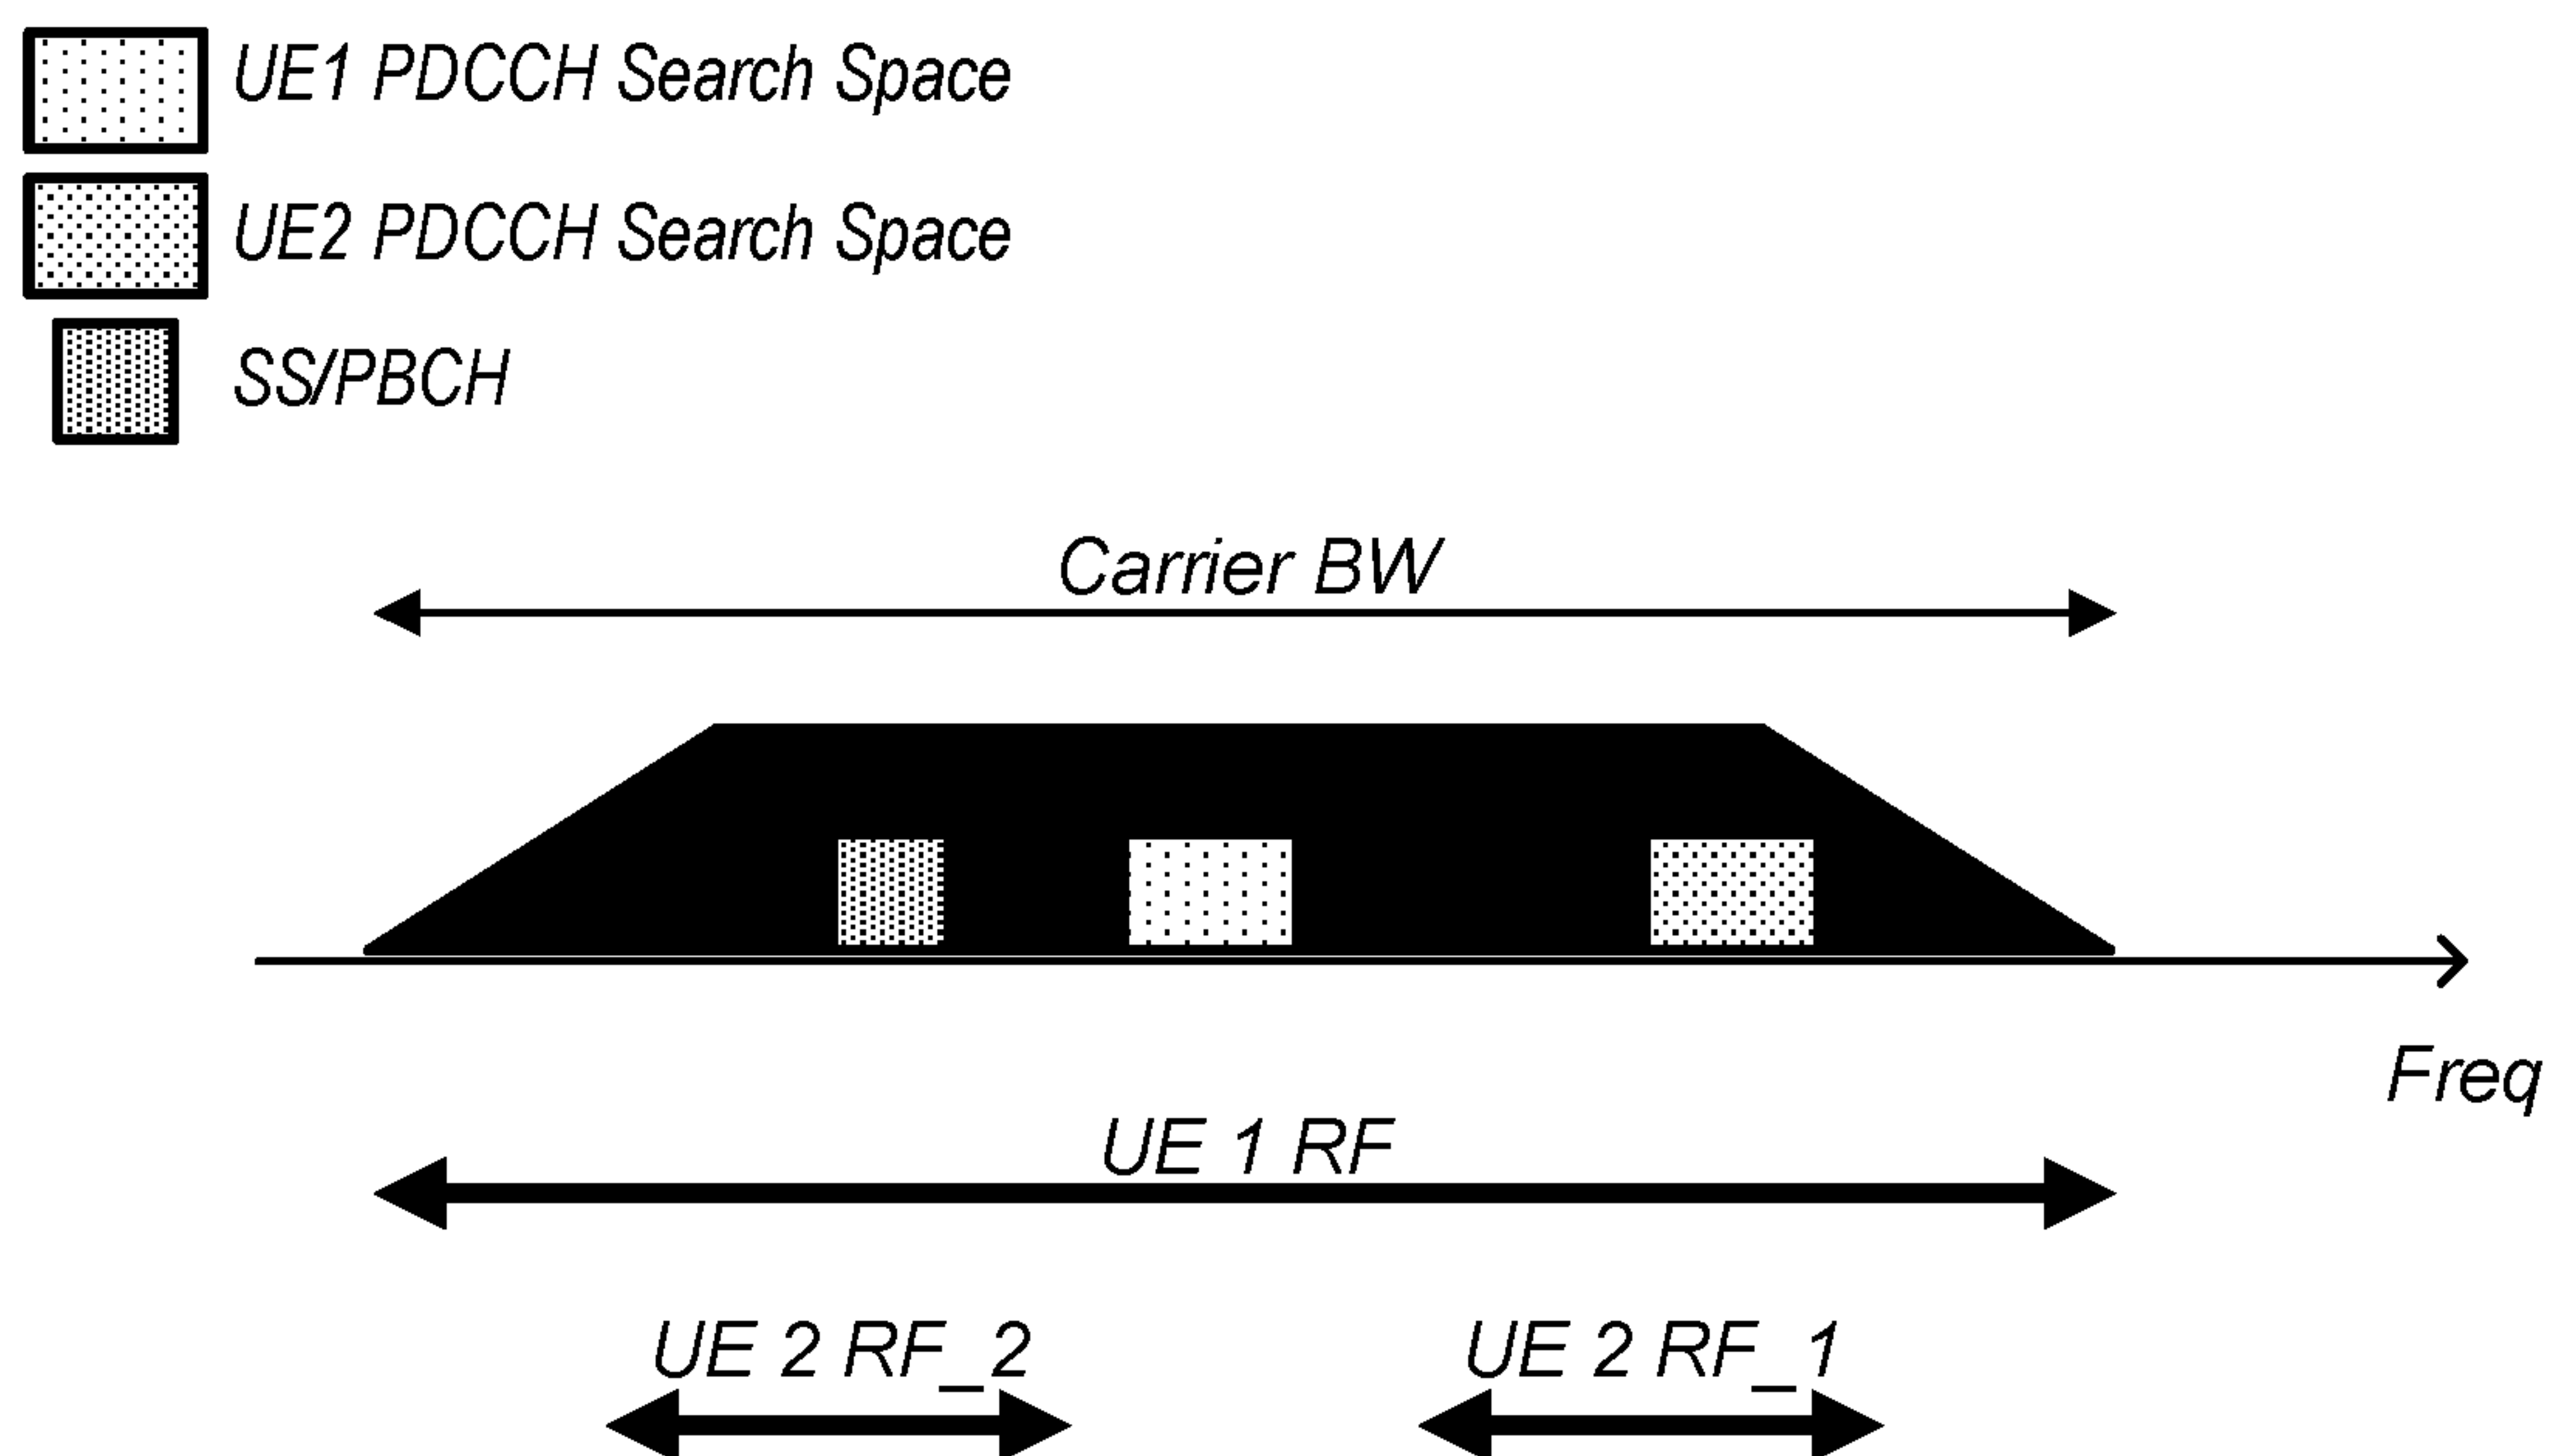 UE1 PDCCH Search Space
UE2 PDCCH Search Space
SS/PBCH
Carrier BW
Freq
UE 1 RF
UE 2 RF_2
UE 2 RF_1